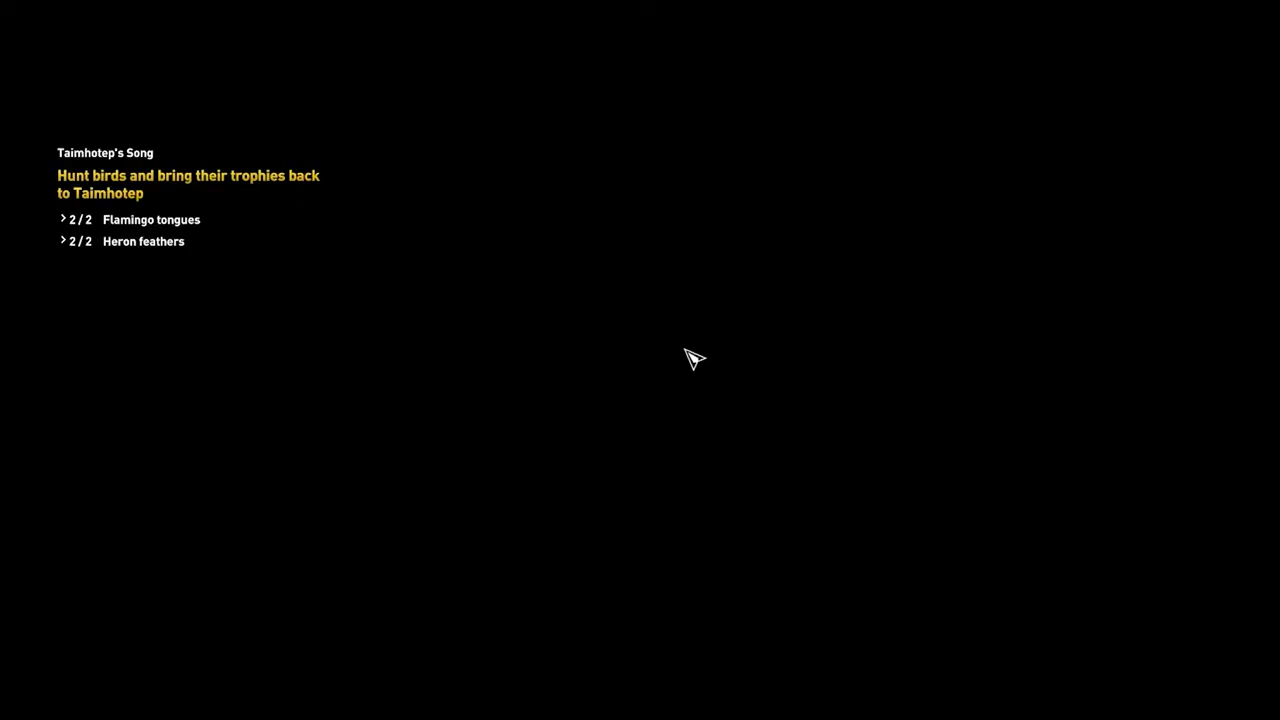 Taimhotep's Song
Hunt birds and bring their trophies back
to Taimhotep
> 2/2 Flamingo tongues
> 2/2 Heron feathers